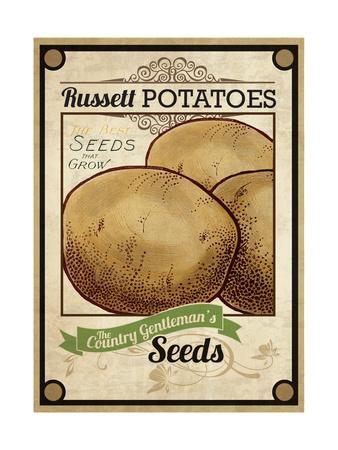 Russett POTATOES
THE BEST
SEEDS
THAT
GROW
The
Country Gentleman's
Seeds